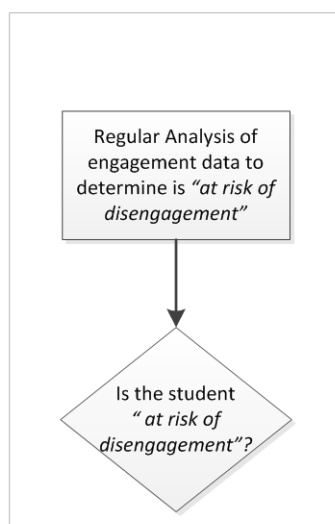 Regular Analysis of
engagement data to
determine is “at risk of
disengagement”
Is the student
“ at risk of
disengagement”?